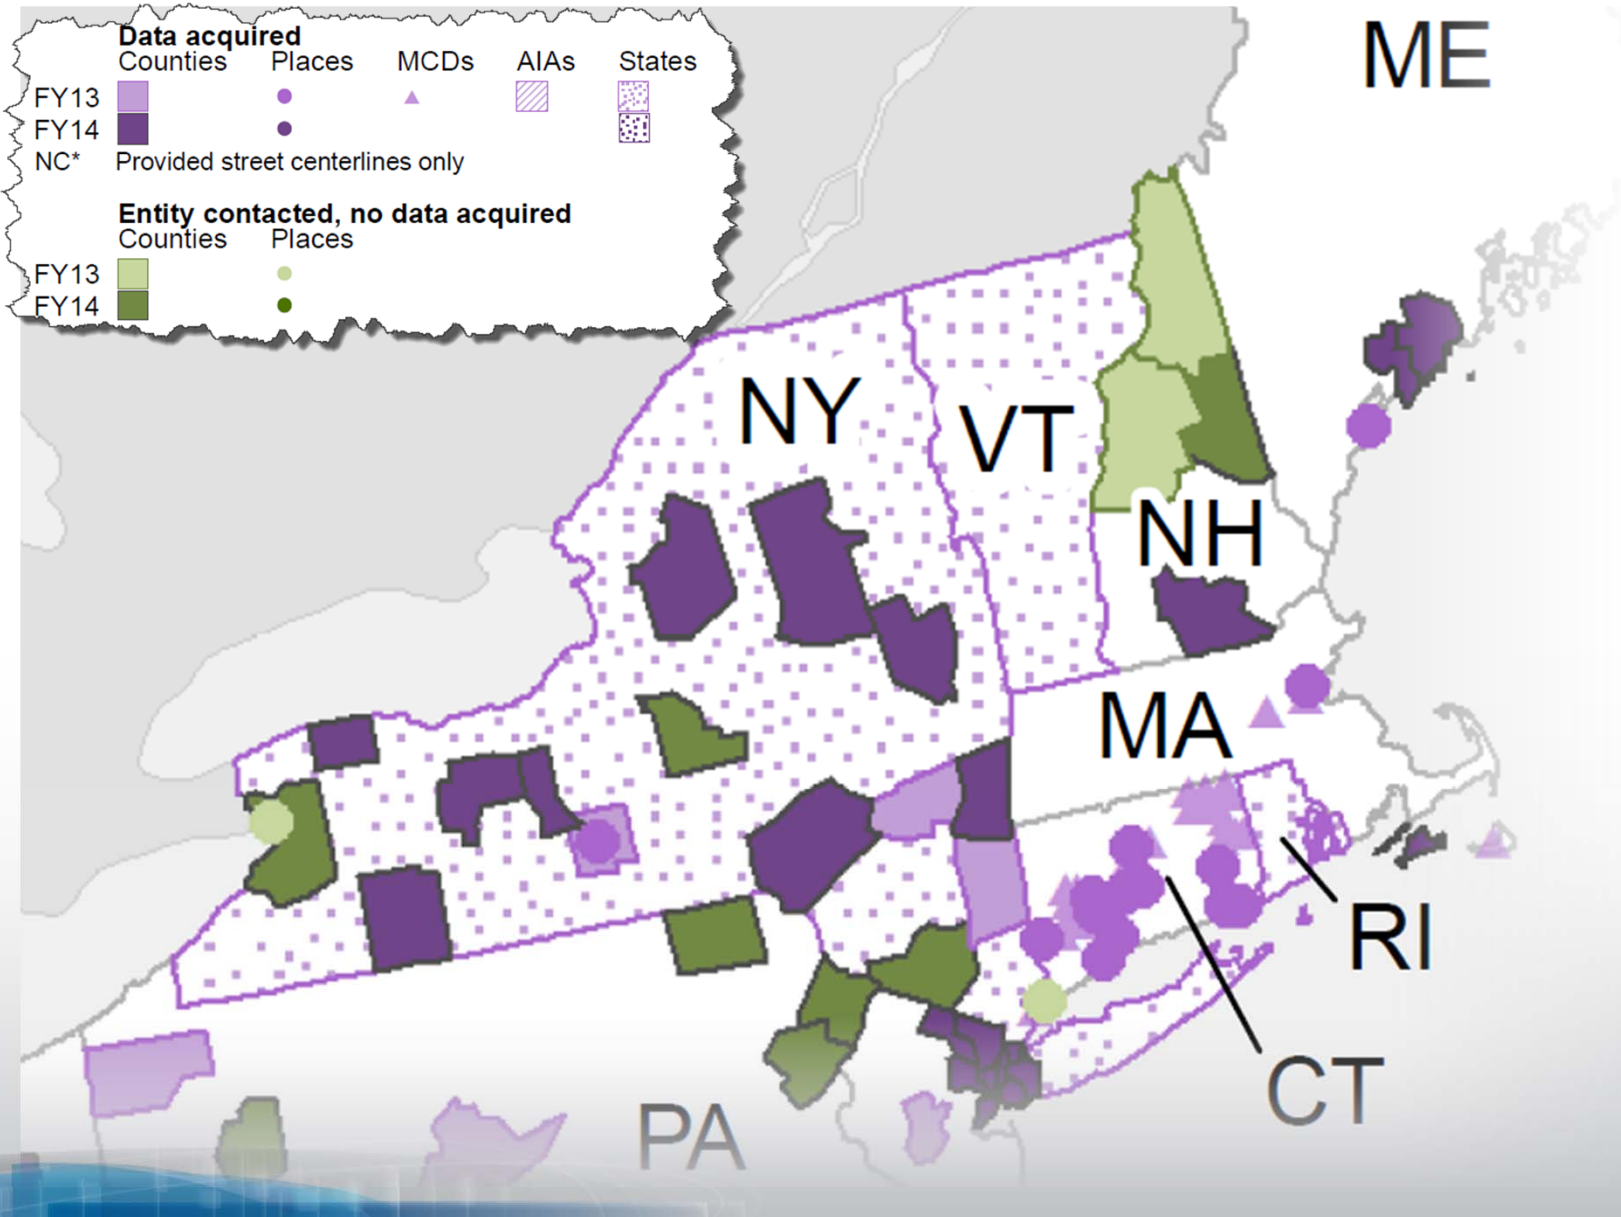 Data acquired
Counties Places MCDs AIAs States
FY13
FY14
NC* Provided street centerlines only
Entity contacted, no data acquired
Counties Places
FY13
FY14
ME
NY
VT
NH
MA
RI
CT
PA